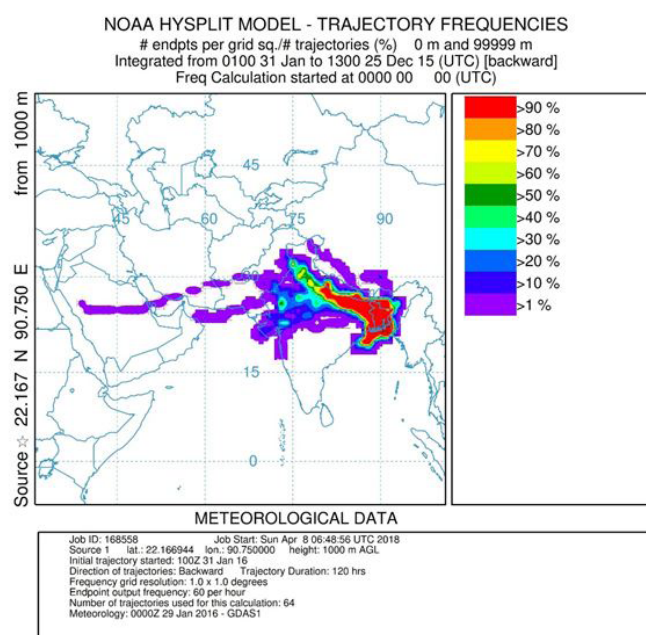 NOAA HYSPLIT MODEL - TRAJECTORY FREQUENCIES
# endpts per grid sq./# trajectories (%) 0 m and 99999 m
Integrated from 0100 31 Jan to 1300 25 Dec 15 (UTC) [backward]
Freq Calculation started at 0000 00 00 (UTC)
Source ☆ 22.167 N 90.750 E from 1000 m
45
45
60
75
90
30
15
0
>90 %
>80 %
>70 %
>60 %
>50 %
>40 %
>30 %
>20 %
>10 %
>1 %
METEOROLOGICAL DATA
Job ID: 168558 Job Start: Sun Apr 8 06:48:56 UTC 2018
Source 1 lat.: 22.166944 lon.: 90.750000 height: 1000 m AGL
Initial trajectory started: 100Z 31 Jan 16
Direction of trajectories: Backward Trajectory Duration: 120 hrs
Frequency grid resolution: 1.0 x 1.0 degrees
Endpoint output frequency: 60 per hour
Number of trajectories used for this calculation: 64
Meteorology: 0000Z 29 Jan 2016 - GDAS1